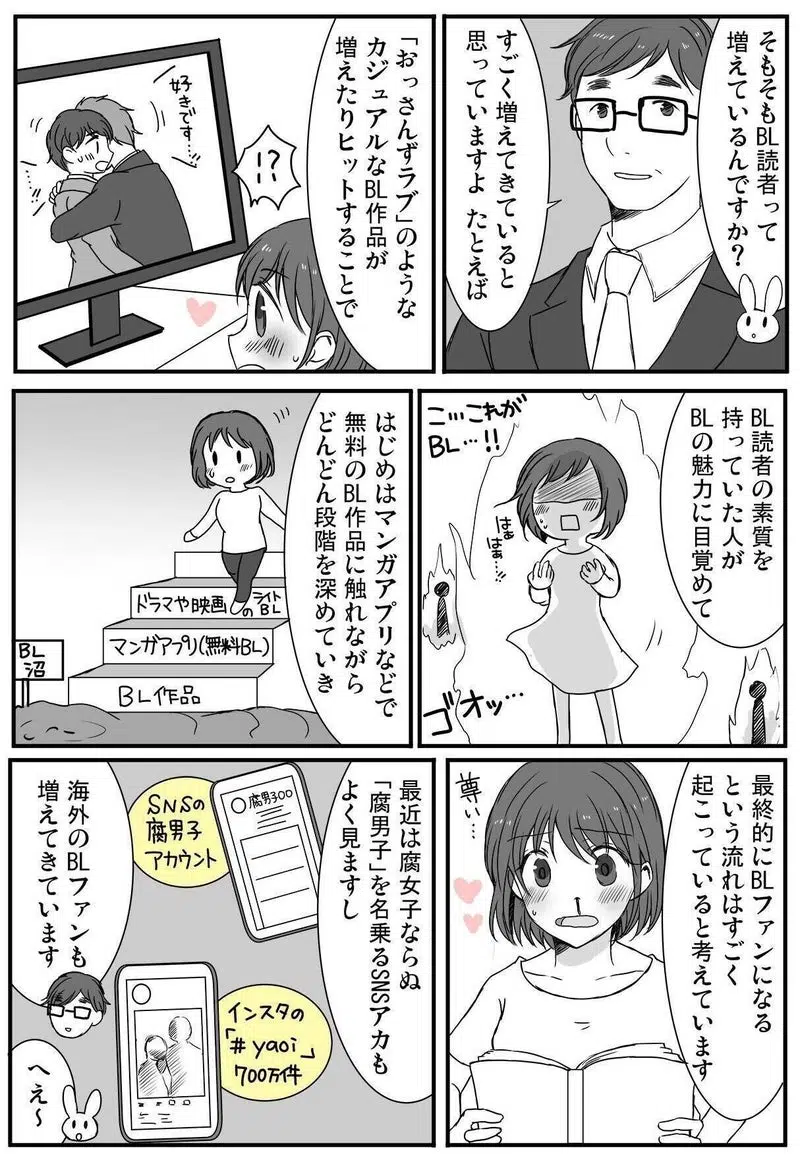 そもそもBL読者って
増えているんですか?
すごく増えてきていると
思っていますよ たとえば
「おっさんずラブ」のような
カジュアルなBL作品が
増えたりヒットすることで
!?
好きです…
BL読者の素質を
持っていた人が
BLの魅力に目覚めて
こ…これが
BL…!!
はぁ
はぁ…
ゴオッ…
はじめはマンガアプリなどで
無料のBL作品に触れながら
どんどん段階を深めていき
ドラマや映画のライトBL
マンガアプリ(無料BL)
BL作品
BL
沼
最終的にBLファンになる
という流れはすごく
起こっていると考えています
尊い…
最近は腐女子ならぬ
「腐男子」を名乗るSNSアカも
よく見ますし
腐男子〇〇
SNSの
腐男子
アカウント
海外のBLファンも
増えてきています
インスタの
「#yaoi」
700万件
へぇ〜